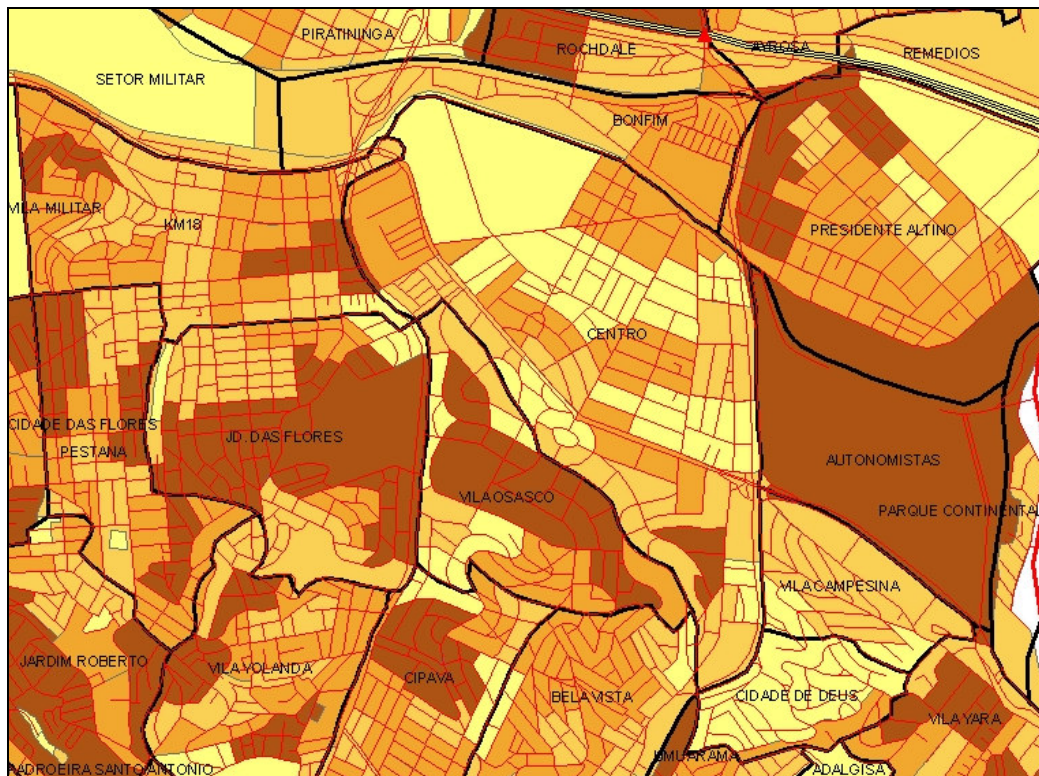 PIRATININGA
ROCHDALE
AYROSA
REMEDIOS
SETOR MILITAR
BONFIM
VILA MILITAR
KM18
PRESIDENTE ALTINO
CENTRO
CIDADE DAS FLORES
PESTANA
JD. DAS FLORES
AUTONOMISTAS
VILA OSASCO
PARQUE CONTINENTAL
VILA CAMPESINA
JARDIM ROBERTO
VILA YOLANDA
CIPAVA
BELA VISTA
CIDADE DE DEUS
VILA YARA
UMUARAMA
ADALGISA
PADROEIRA SANTO ANTONIO